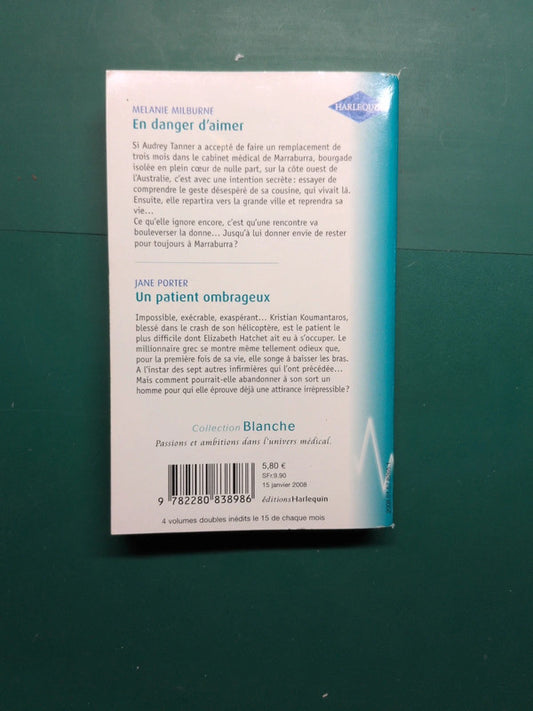 HARLEQUIN
MELANIE MILBURNE
En danger d'aimer
Si Audrey Tanner a accepté de faire un remplacement de
trois mois dans le cabinet médical de Marraburra, bourgade
isolée en plein cœur de nulle part, sur la côte ouest de
l'Australie, c'est avec une intention secrète : essayer de
comprendre le geste désespéré de sa cousine, qui vivait là.
Ensuite, elle repartira vers la grande ville et reprendra sa
vie...
Ce qu'elle ignore encore, c'est qu'une rencontre va
bouleverser la donne... Jusqu'à lui donner envie de rester
pour toujours à Marraburra ?
JANE PORTER
Un patient ombrageux
Impossible, exécrable, exaspérant... Kristian Koumantaros,
blessé dans le crash de son hélicoptère, est le patient le
plus difficile dont Elizabeth Hatchet ait eu à s'occuper. Le
millionnaire grec se montre même tellement odieux que,
pour la première fois de sa vie, elle songe à baisser les bras.
A l'instar des sept autres infirmières qui l'ont précédée...
Mais comment pourrait-elle abandonner à son sort un
homme pour qui elle éprouve déjà une attirance irrépressible ?
Collection Blanche
Passions et ambitions dans l'univers médical.
5,80 €
SFr.9.90
15 janvier 2008
éditionsHarlequin
9 782280 838986
4 volumes doubles inédits le 15 de chaque mois